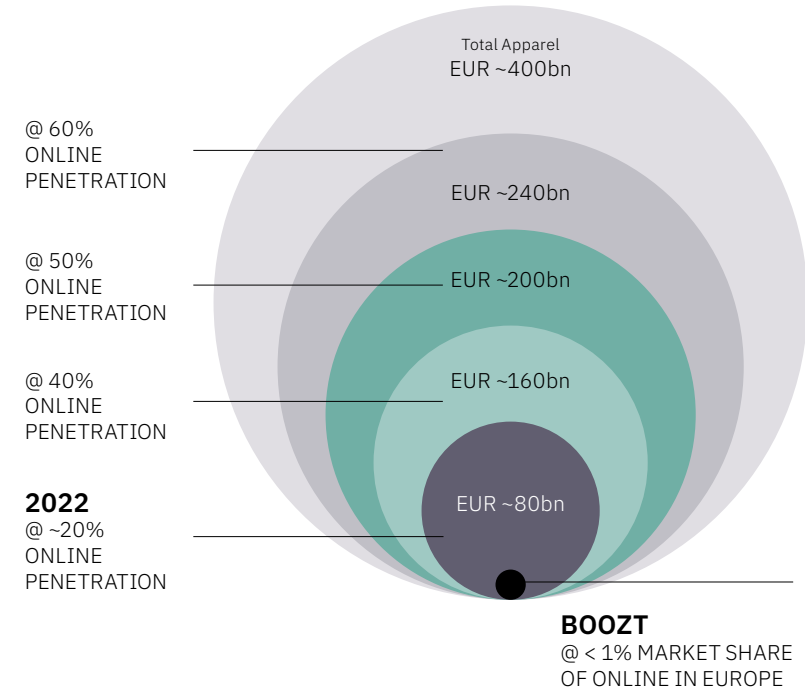 Total Apparel
EUR ~400bn
@ 60%
ONLINE
PENETRATION
EUR ~240bn
@ 50%
ONLINE
PENETRATION
EUR ~200bn
@ 40%
ONLINE
PENETRATION
EUR ~160bn
2022
@ ~20%
ONLINE
PENETRATION
EUR ~80bn
BOOZT
@ < 1% MARKET SHARE
OF ONLINE IN EUROPE